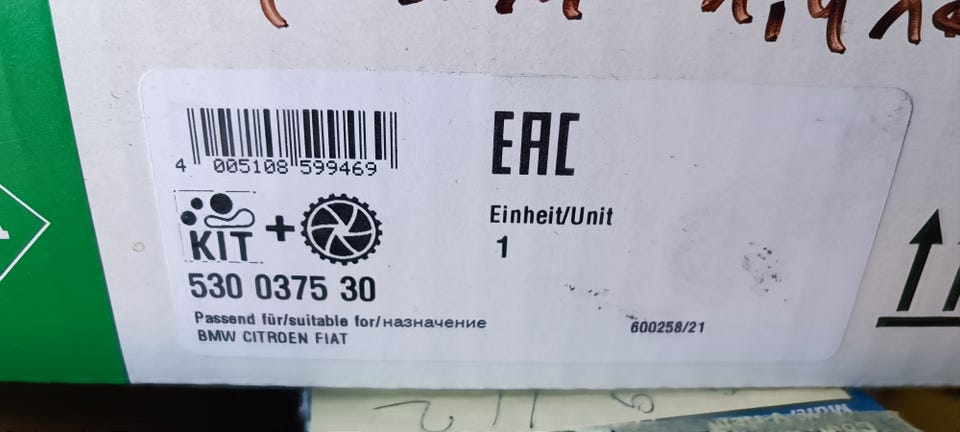 4 005108 599469
EAC
KIT +
530 0375 30
Einheit/Unit
1
Passend für/suitable for/назначение
BMW CITROEN FIAT
600258/21